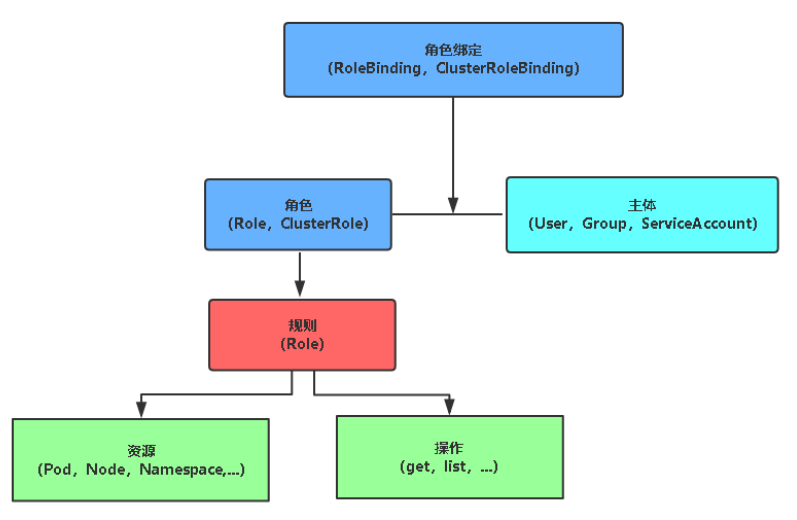 角色绑定
(RoleBinding，ClusterRoleBinding)
角色
(Role，ClusterRole)
主体
(User，Group，ServiceAccount)
规则
(Role)
资源
(Pod，Node，Namespace,...)
操作
(get，list，...)